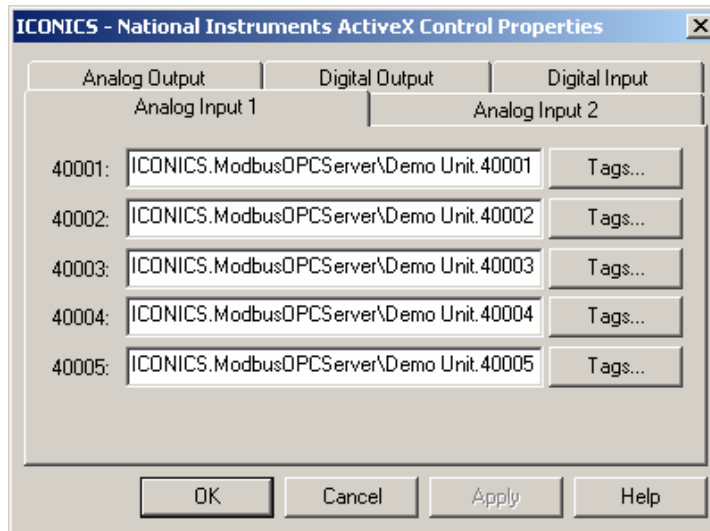 ICONICS - National Instruments ActiveX Control Properties
Analog Output Digital Output Digital Input
Analog Input 1 Analog Input 2
40001: ICONICS.ModbusOPCServer\Demo Unit.40001 Tags...
40002: ICONICS.ModbusOPCServer\Demo Unit.40002 Tags...
40003: ICONICS.ModbusOPCServer\Demo Unit.40003 Tags...
40004: ICONICS.ModbusOPCServer\Demo Unit.40004 Tags...
40005: ICONICS.ModbusOPCServer\Demo Unit.40005 Tags...
OK Cancel Apply Help